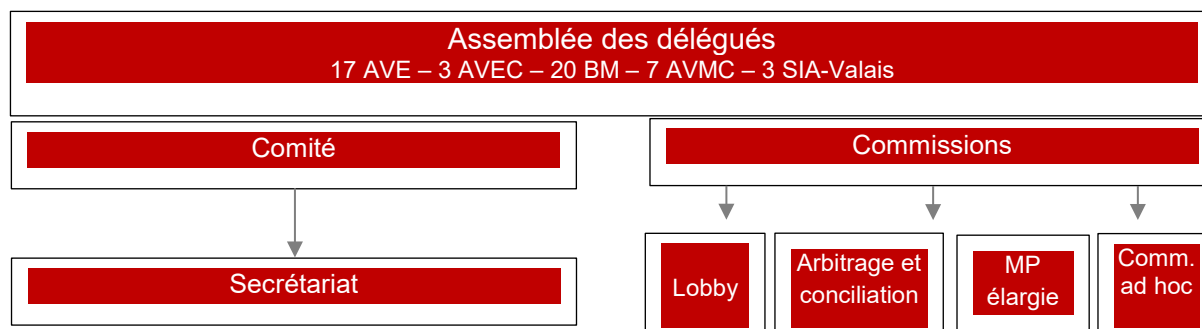 Assemblée des délégués
17 AVE – 3 AVEC – 20 BM – 7 AVMC – 3 SIA-Valais
Comité
Commissions
Secrétariat
Lobby
Arbitrage et
conciliation
MP
élargie
Comm.
ad hoc